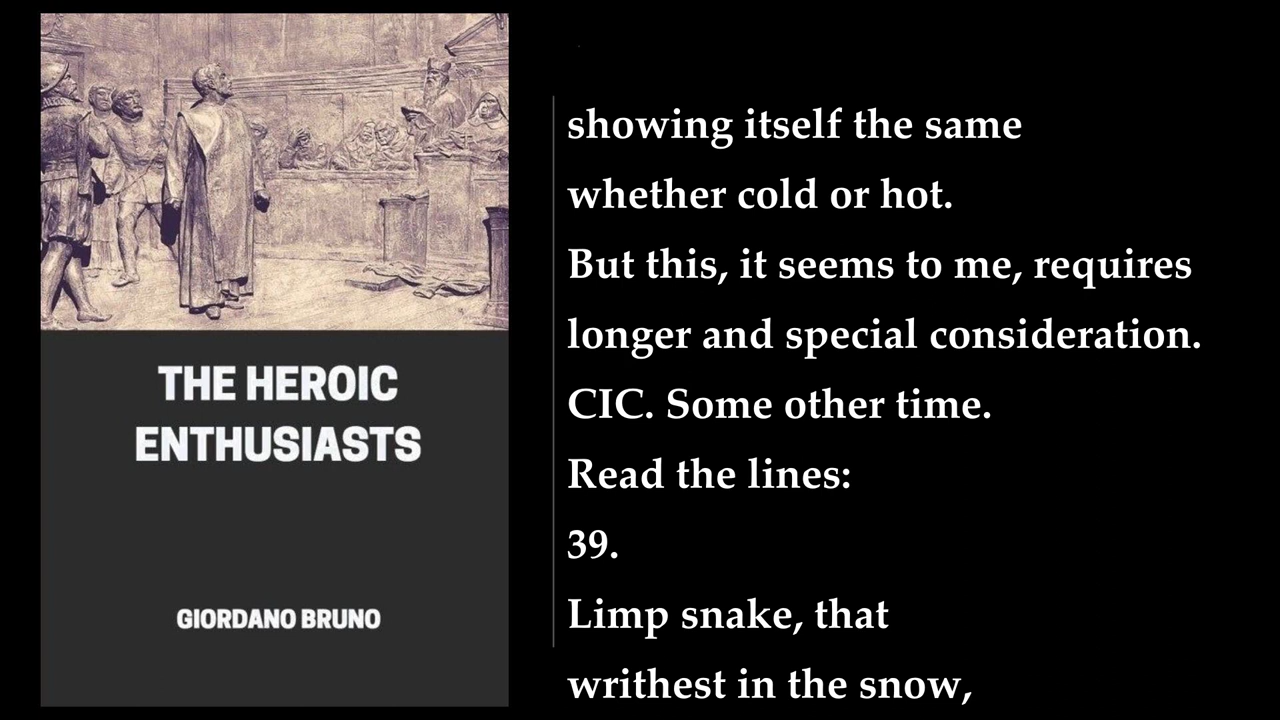 THE HEROIC
ENTHUSIASTS
GIORDANO BRUNO
showing itself the same
whether cold or hot.
But this, it seems to me, requires
longer and special consideration.
CIC. Some other time.
Read the lines:
39.
Limp snake, that
writhest in the snow,